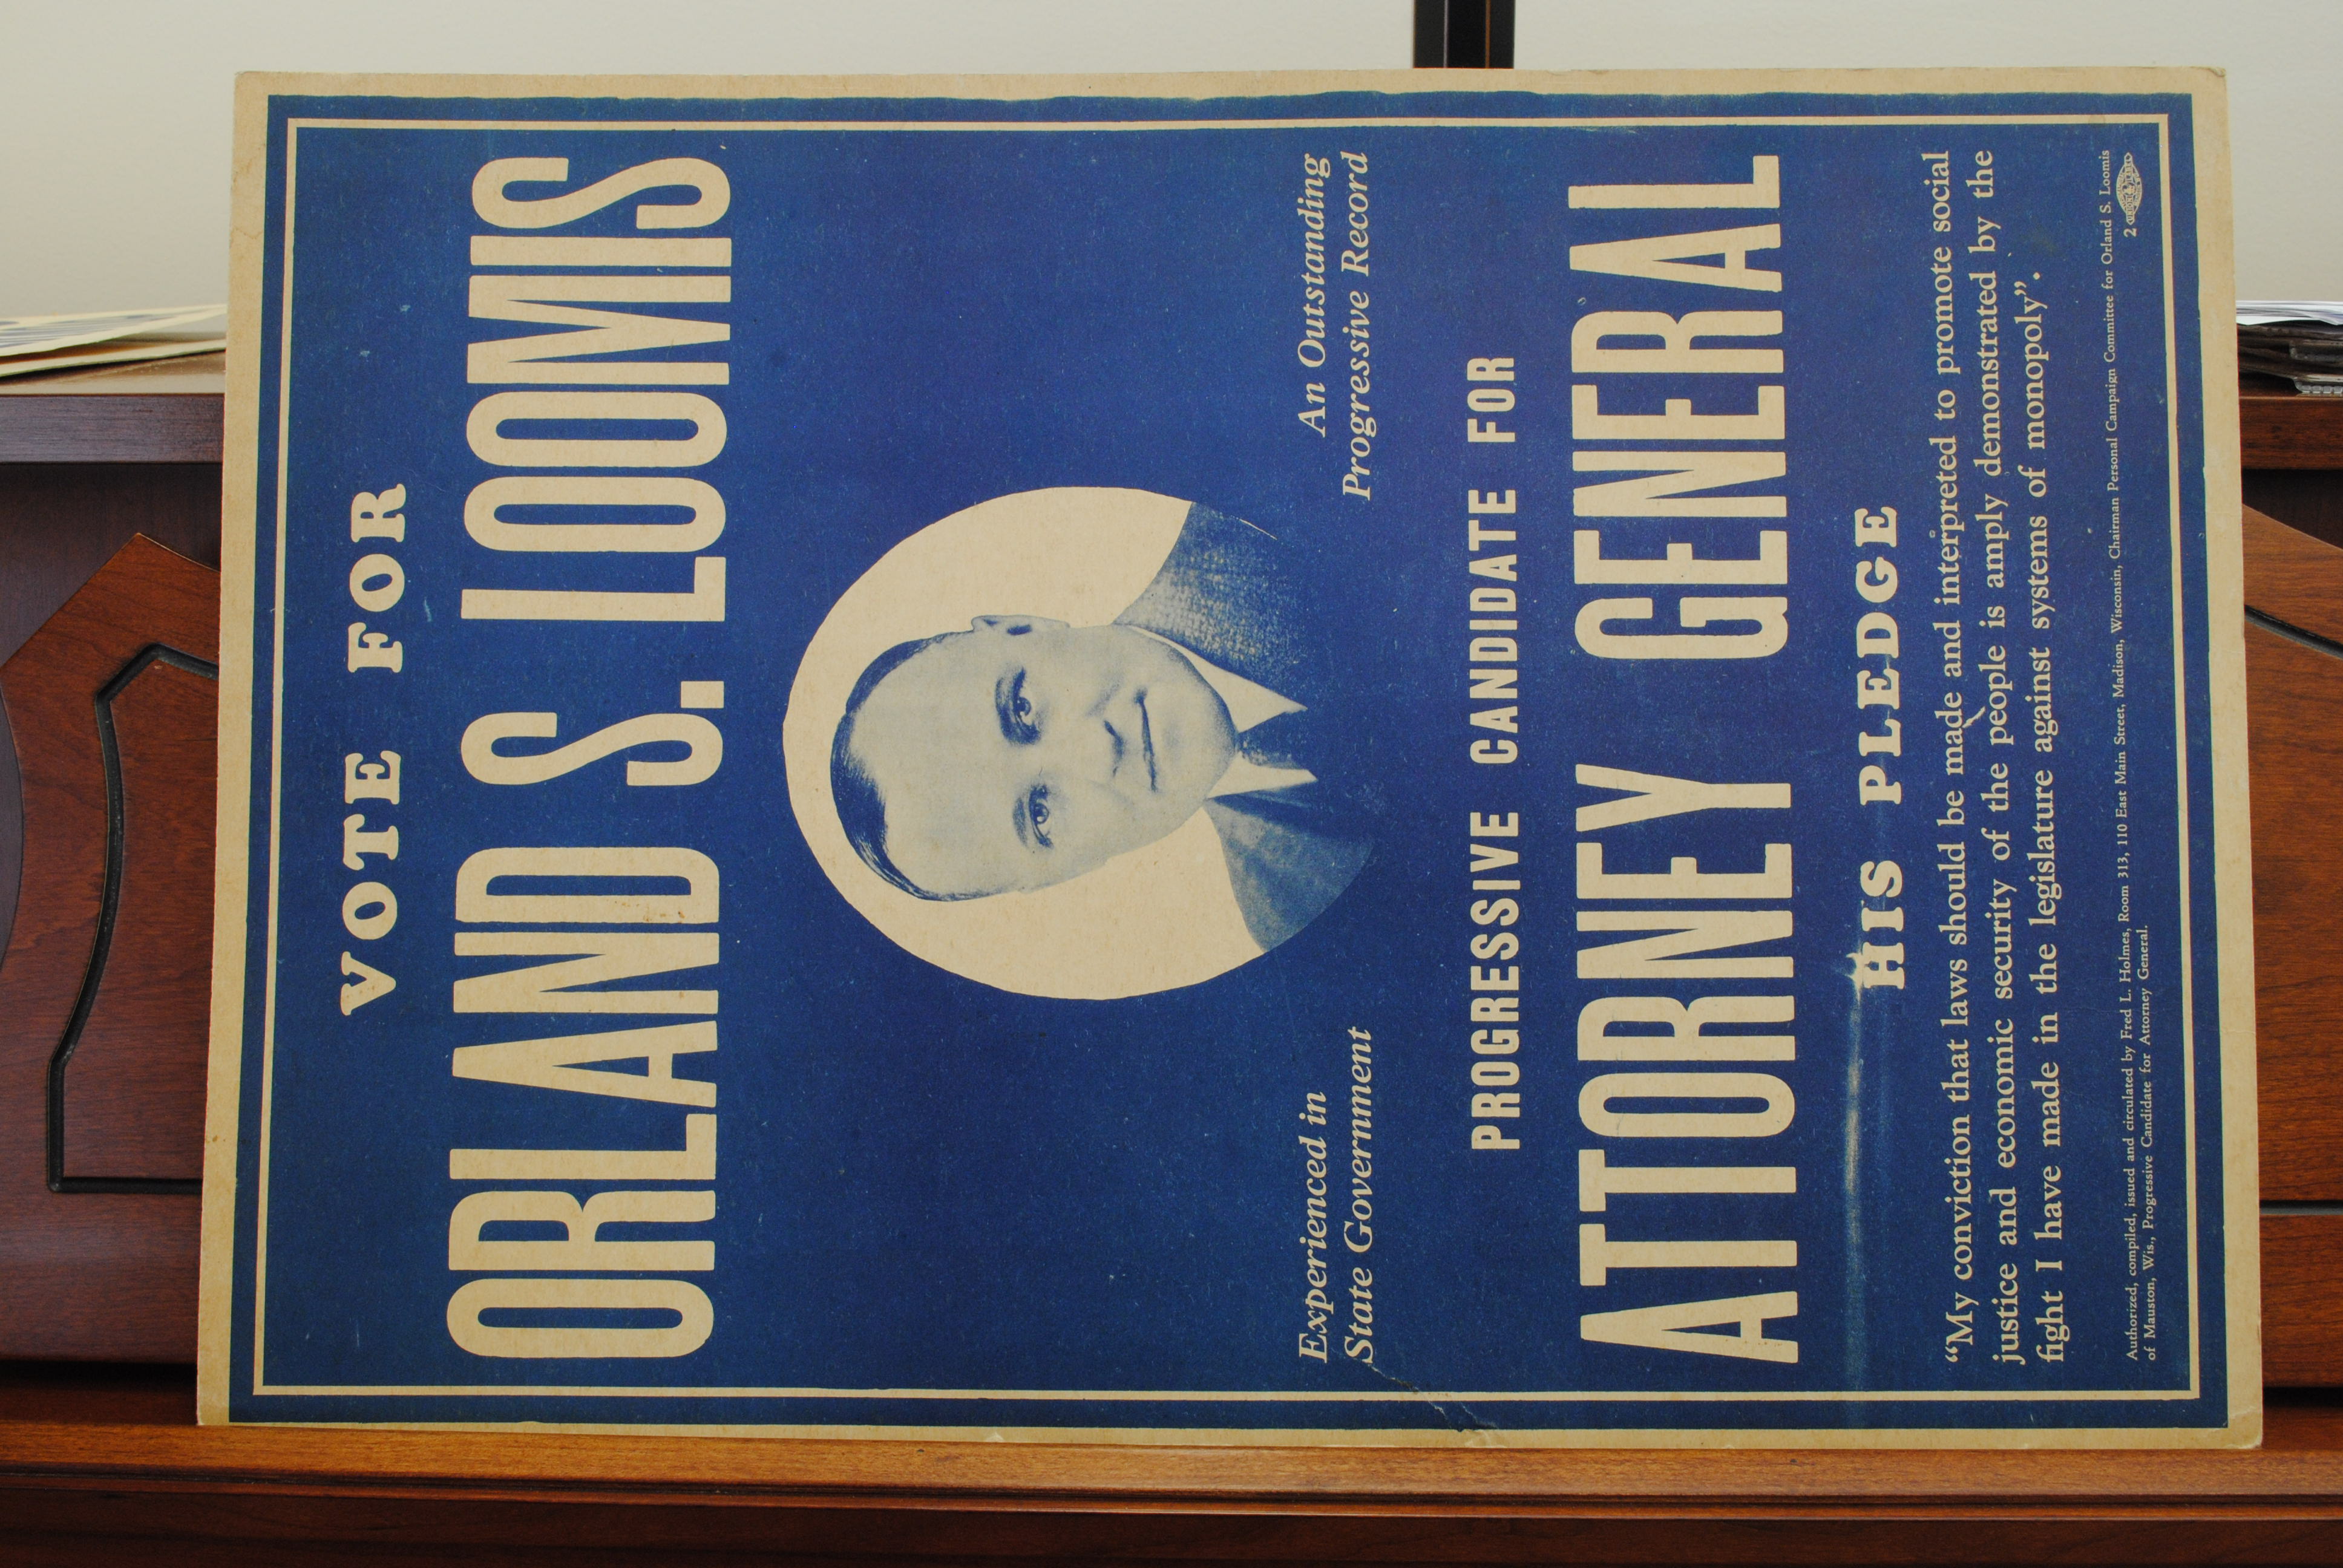 VOTE FOR
ORLAND S. LOOMIS
Experienced in
State Government
An Outstanding
Progressive Record
PROGRESSIVE CANDIDATE FOR
ATTORNEY GENERAL
HIS PLEDGE
“My conviction that laws should be made and interpreted to promote social
justice and economic security of the people is amply demonstrated by the
fight I have made in the legislature against systems of monopoly”.
Authorized, compiled, issued and circulated by Fred L. Holmes, Room 313, 110 East Main Street, Madison, Wisconsin, Chairman Personal Campaign Committee for Orland S. Loomis
of Mauston, Wis., Progressive Candidate for Attorney General.
2